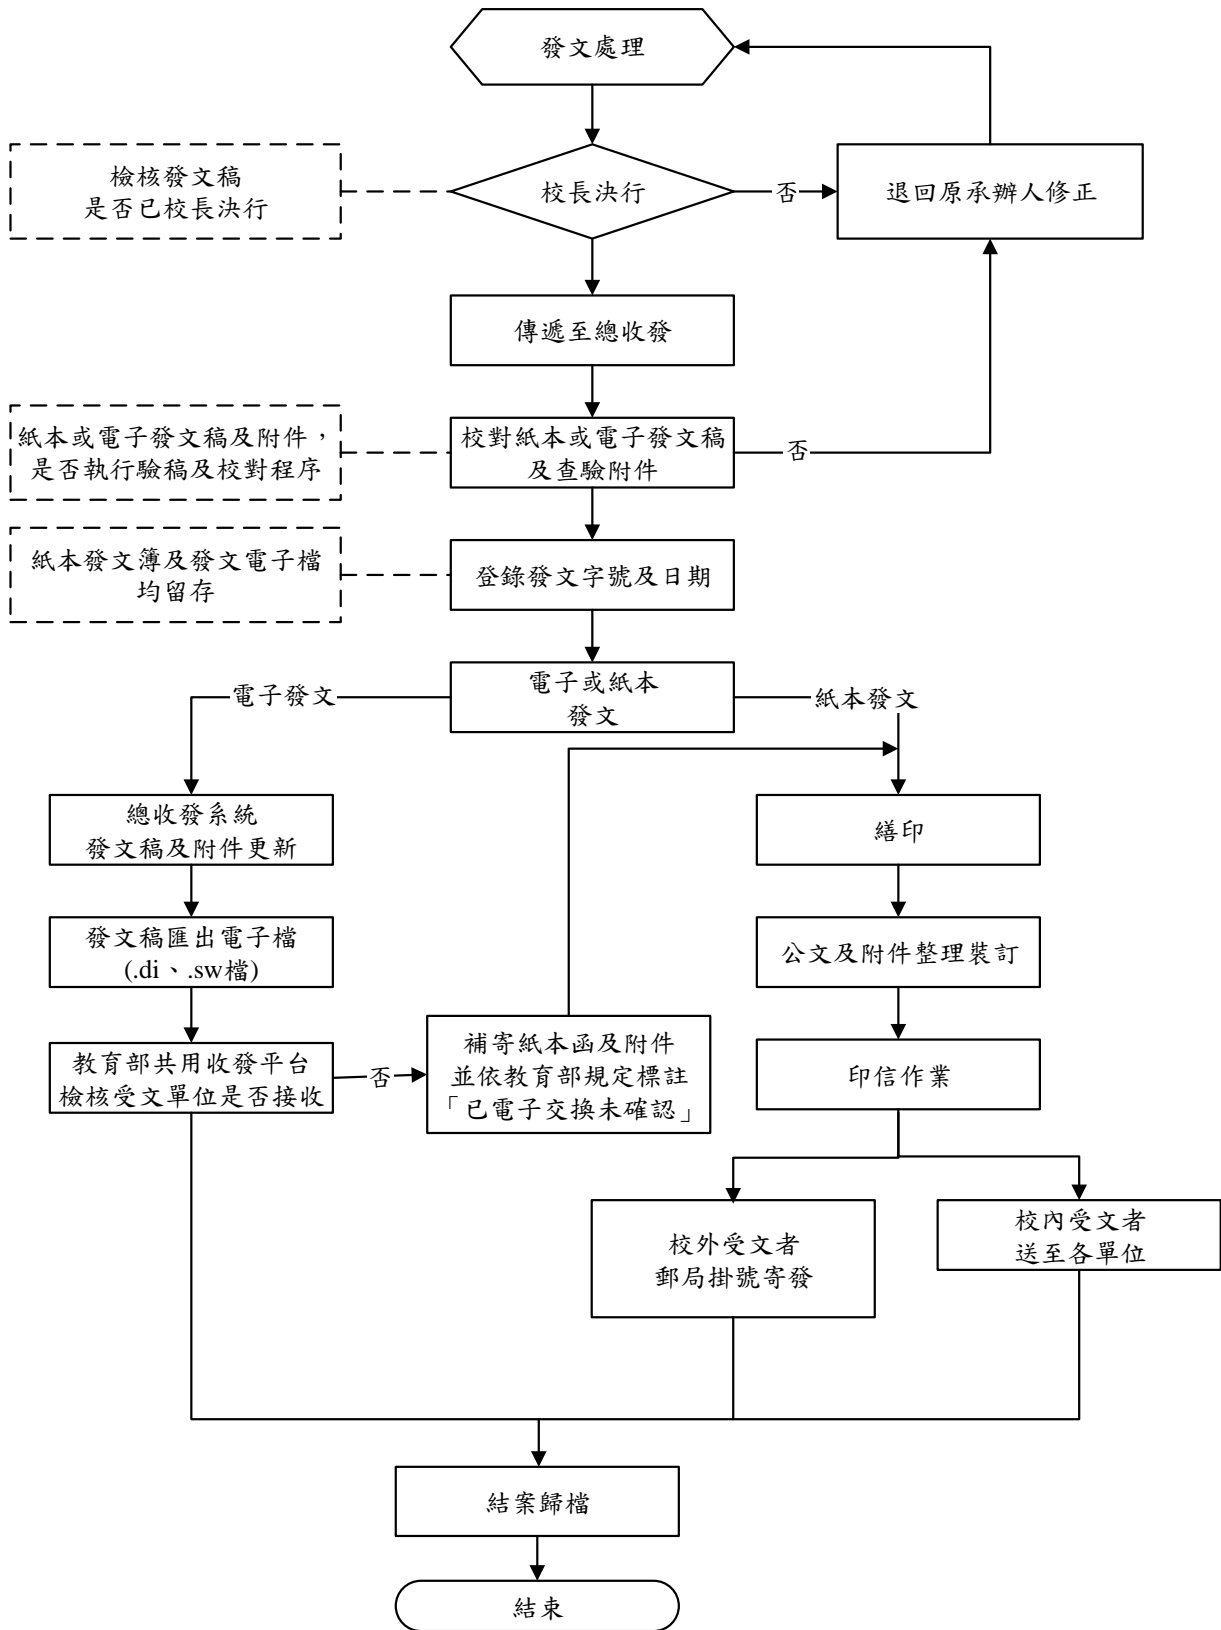 發文處理
檢核發文稿
是否已校長決行
校長決行
否
退回原承辦人修正
傳遞至總收發
紙本或電子發文稿及附件，
是否執行驗稿及校對程序
校對紙本或電子發文稿
及查驗附件
否
紙本發文簿及發文電子檔
均留存
登錄發文字號及日期
電子發文
電子或紙本
發文
紙本發文
總收發系統
發文稿及附件更新
繕印
發文稿匯出電子檔
(.di、.sw檔)
公文及附件整理裝訂
教育部共用收發平台
檢核受文單位是否接收
否
補寄紙本函及附件
並依教育部規定標註
「已電子交換未確認」
印信作業
校外受文者
郵局掛號寄發
校內受文者
送至各單位
結案歸檔
結束